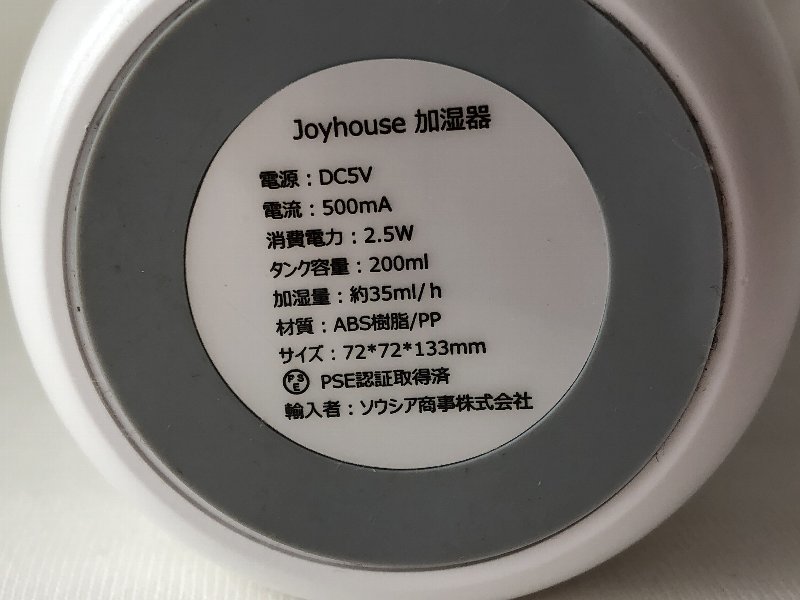 Joyhouse 加湿器
電源：DC5V
電流：500mA
消費電力：2.5W
タンク容量：200ml
加湿量：約35ml/h
材質：ABS樹脂/PP
サイズ：72*72*133mm
PSE PSE認証取得済
輸入者：ソウシア商事株式会社